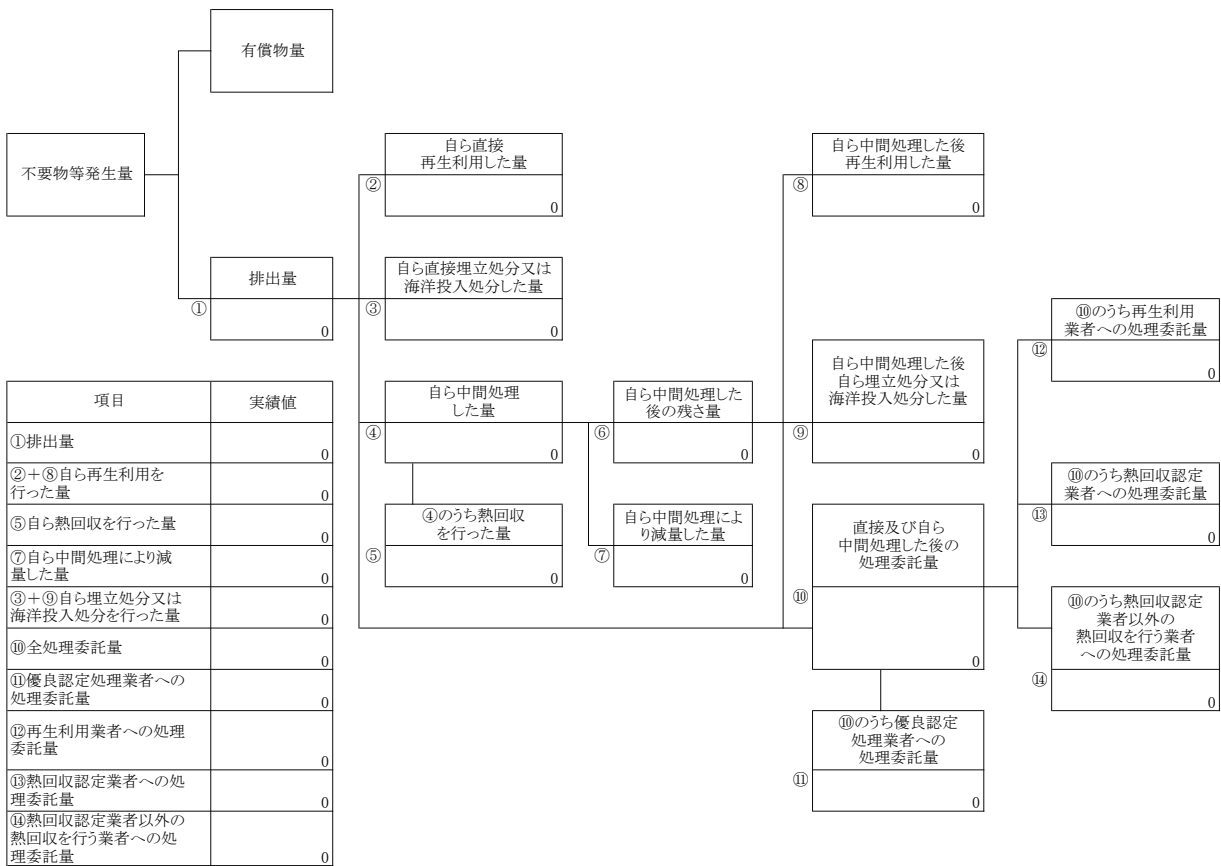 有償物量
不要物等発生量
自ら直接
再生利用した量
②
0
自ら中間処理した後
再生利用した量
⑧
0
排出量
①
0
自ら直接埋立処分又は
海洋投入処分した量
③
0
⑩のうち再生利用
業者への処理委託量
⑫
0
自ら中間処理
した量
④
0
自ら中間処理した
後の残さ量
⑥
0
自ら中間処理した後
自ら埋立処分又は
海洋投入処分した量
⑨
0
④のうち熱回収
を行った量
⑤
0
自ら中間処理によ
り減量した量
⑦
0
直接及び自ら
中間処理した後の
処理委託量
⑩
0
⑩のうち熱回収認定
業者への処理委託量
⑬
0
⑩のうち熱回収認定
業者以外の
熱回収を行う業者
への処理委託量
⑭
0
⑩のうち優良認定
処理業者への
処理委託量
⑪
0
項目 実績値
①排出量 0
②＋⑧自ら再生利用を
行った量 0
⑤自ら熱回収を行った量 0
⑦自ら中間処理により減
量した量 0
③＋⑨自ら埋立処分又は
海洋投入処分を行った量 0
⑩全処理委託量 0
⑪優良認定処理業者への
処理委託量 0
⑫再生利用業者への処理
委託量 0
⑬熱回収認定業者への処
理委託量 0
⑭熱回収認定業者以外の
熱回収を行う業者への処
理委託量 0